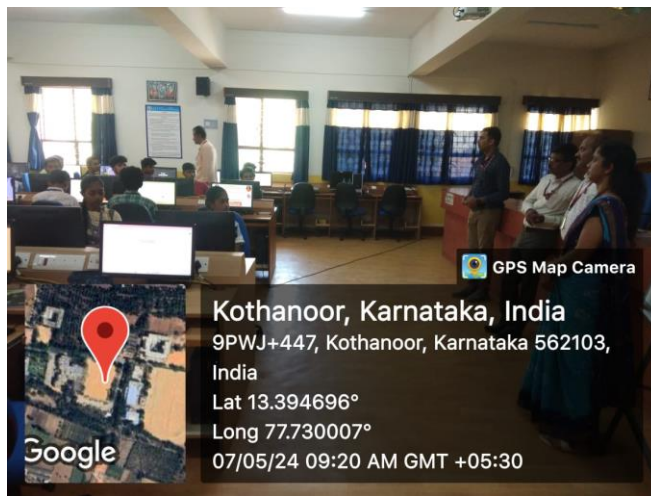 GPS Map Camera
Kothanoor, Karnataka, India
9PWJ+447, Kothanoor, Karnataka 562103,
India
Lat 13.394696°
Long 77.730007°
07/05/24 09:20 AM GMT +05:30
Google